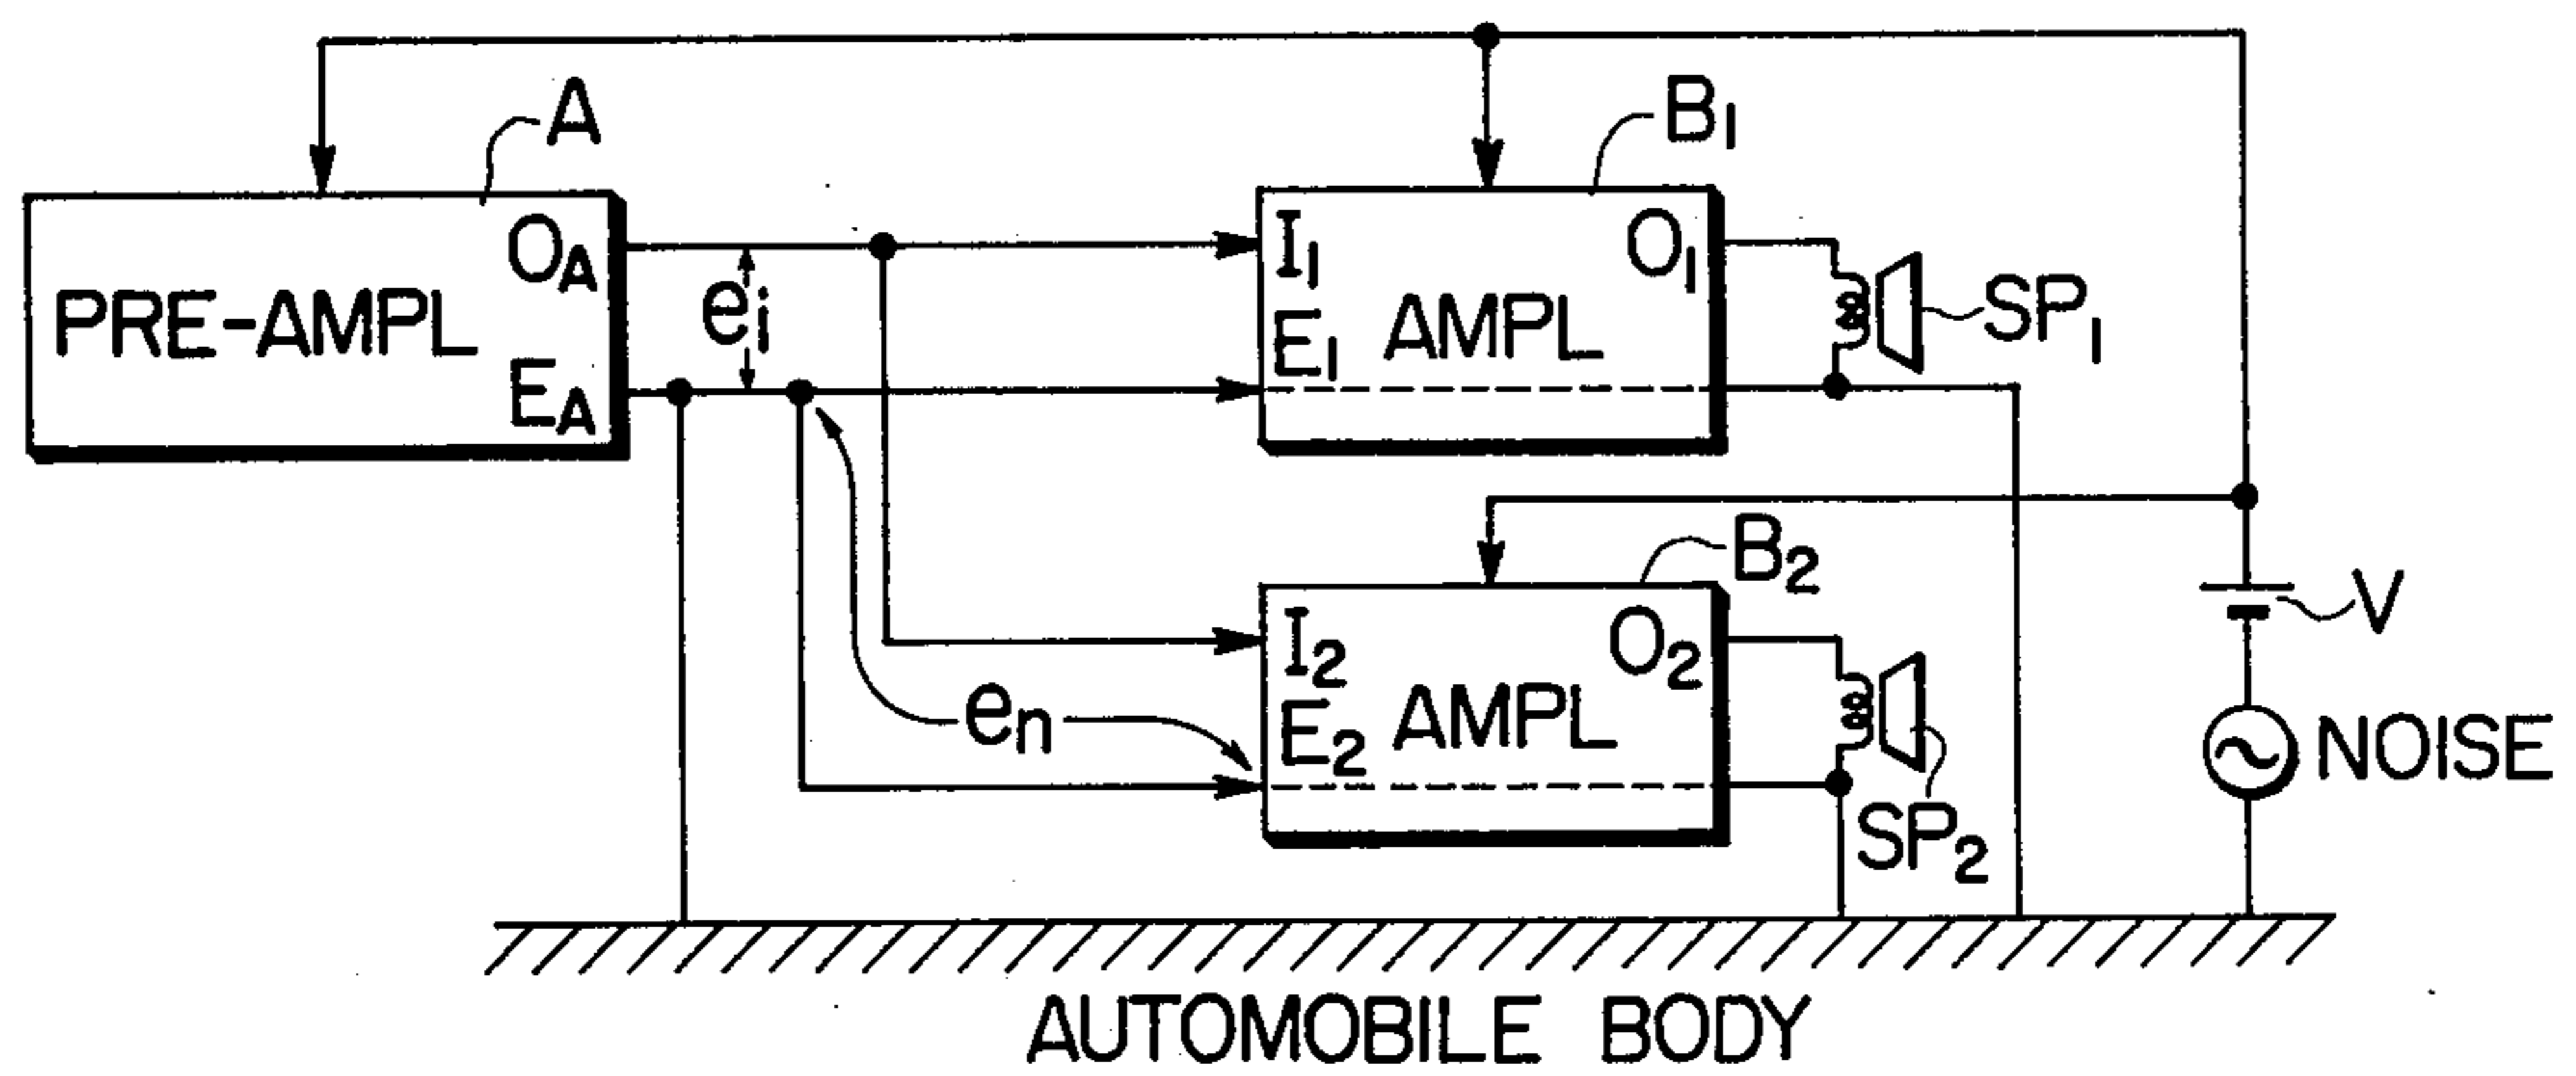 A
B1
OA
PRE-AMPL
EA
ei
I1
O1
E1
AMPL
SP1
B2
I2
O2
E2
AMPL
en
SP2
V
NOISE
AUTOMOBILE BODY